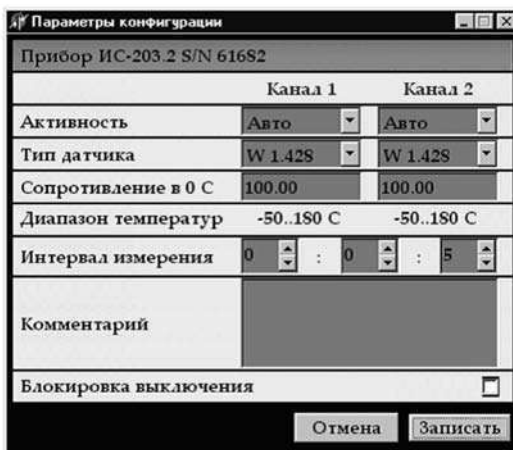 Параметры конфигурации
Прибор ИС-203.2 S/N 61682
Канал 1 Канал 2
Активность Авто Авто
Тип датчика W 1.428 W 1.428
Сопротивление в 0 С 100.00 100.00
Диапазон температур -50..180 С -50..180 С
Интервал измерения 0 : 0 : 5
Комментарий
Блокировка выключения
Отмена Записать